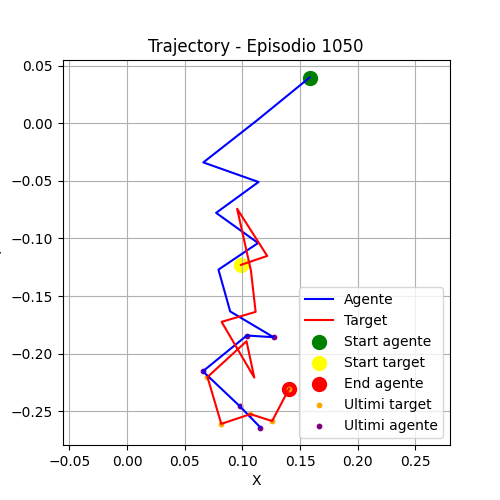 Trajectory - Episodio 1050
0.05
0.00
−0.05
−0.10
−0.15
−0.20
−0.25
−0.05
0.00
0.05
0.10
0.15
0.20
0.25
X
Agente
Target
Start agente
Start target
End agente
Ultimi target
Ultimi agente